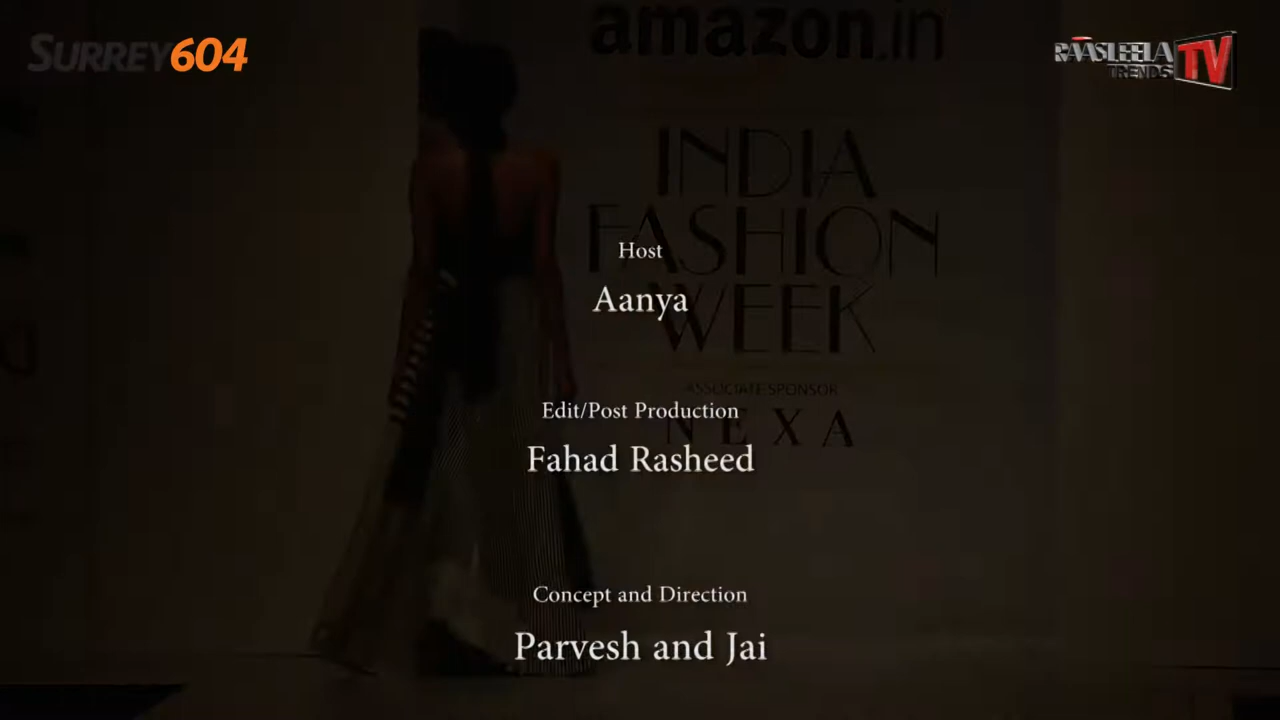 SURREY604
amazon.in
RAASLEELA
TRENDS TV
INDIA
FASHION
WEEK
Host
Aanya
ASSOCIATE SPONSOR
NEXA
Edit/Post Production
Fahad Rasheed
Concept and Direction
Parvesh and Jai